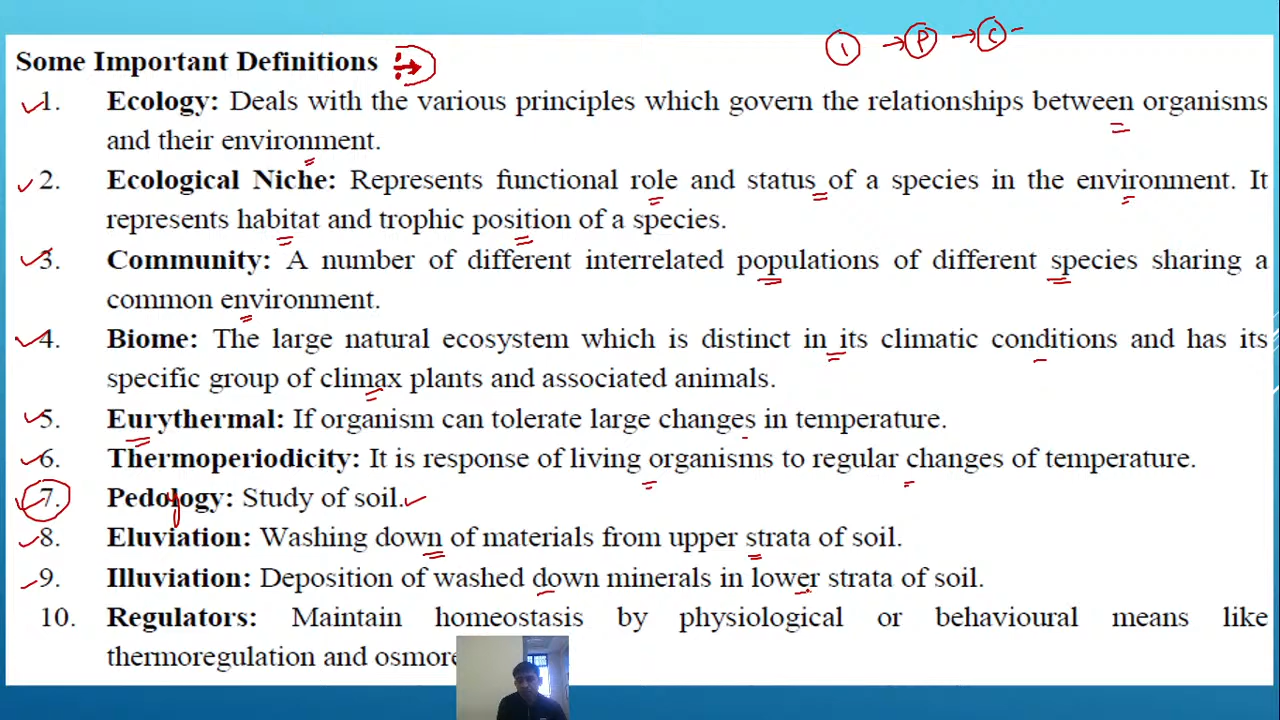 1 → P → C -
Some Important Definitions
1. Ecology: Deals with the various principles which govern the relationships between organisms
and their environment.
2. Ecological Niche: Represents functional role and status of a species in the environment. It
represents habitat and trophic position of a species.
3. Community: A number of different interrelated populations of different species sharing a
common environment.
4. Biome: The large natural ecosystem which is distinct in its climatic conditions and has its
specific group of climax plants and associated animals.
5. Eurythermal: If organism can tolerate large changes in temperature.
6. Thermoperiodicity: It is response of living organisms to regular changes of temperature.
7. Pedology: Study of soil.
8. Eluviation: Washing down of materials from upper strata of soil.
9. Illuviation: Deposition of washed down minerals in lower strata of soil.
10. Regulators: Maintain homeostasis by physiological or behavioural means like
thermoregulation and